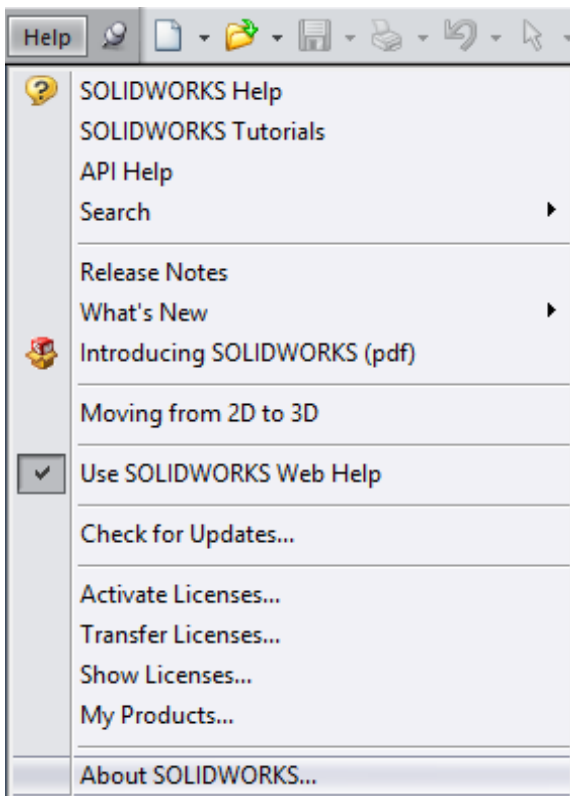 Help
SOLIDWORKS Help
SOLIDWORKS Tutorials
API Help
Search
Release Notes
What's New
Introducing SOLIDWORKS (pdf)
Moving from 2D to 3D
Use SOLIDWORKS Web Help
Check for Updates...
Activate Licenses...
Transfer Licenses...
Show Licenses...
My Products...
About SOLIDWORKS...